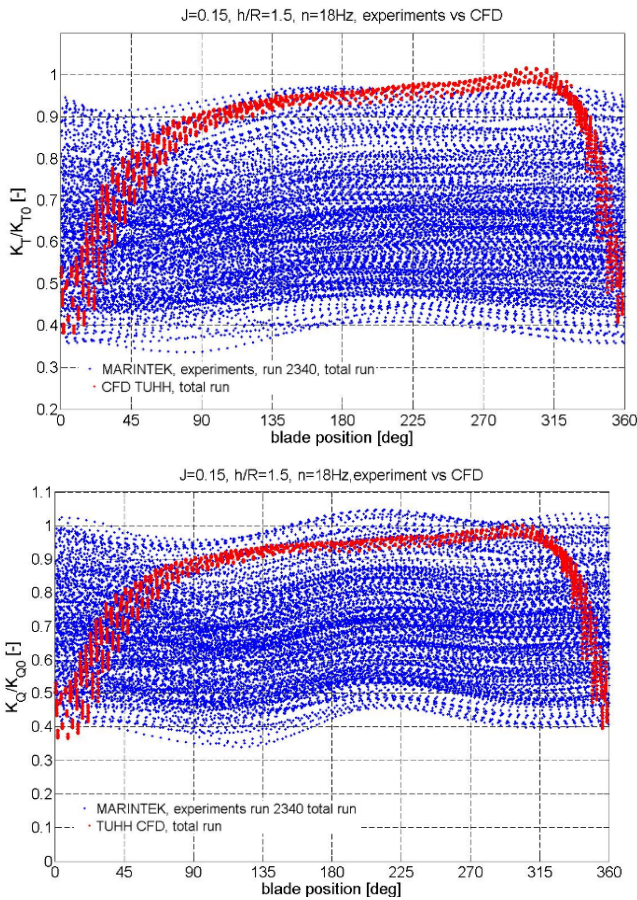 J=0.15, h/R=1.5, n=18Hz, experiments vs CFD
1
0.9
0.8
0.7
0.6
0.5
0.4
0.3
0.2
K_T/K_T0 [-]
MARINTEK, experiments, run 2340, total run
CFD TUHH, total run
0 45 90 135 180 225 270 315 360
blade position [deg]
J=0.15, h/R=1.5, n=18Hz,experiment vs CFD
1.1
1
0.9
0.8
0.7
0.6
0.5
0.4
0.3
0.2
0.1
0
K_Q/K_Q0 [-]
MARINTEK, experiments run 2340 total run
TUHH CFD, total run
0 45 90 135 180 225 270 315 360
blade position [deg]